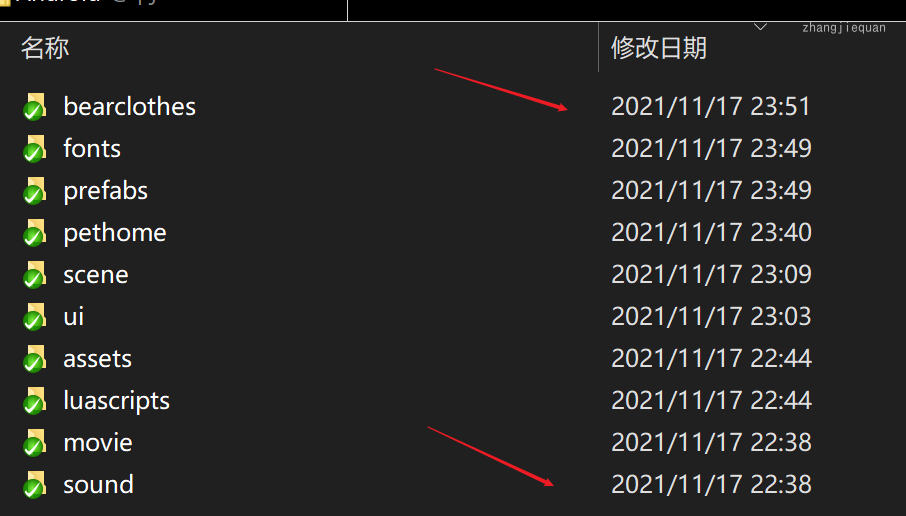 zhangjiequan
名称 修改日期
bearclothes 2021/11/17 23:51
fonts 2021/11/17 23:49
prefabs 2021/11/17 23:49
pethome 2021/11/17 23:40
scene 2021/11/17 23:09
ui 2021/11/17 23:03
assets 2021/11/17 22:44
luascripts 2021/11/17 22:44
movie 2021/11/17 22:38
sound 2021/11/17 22:38